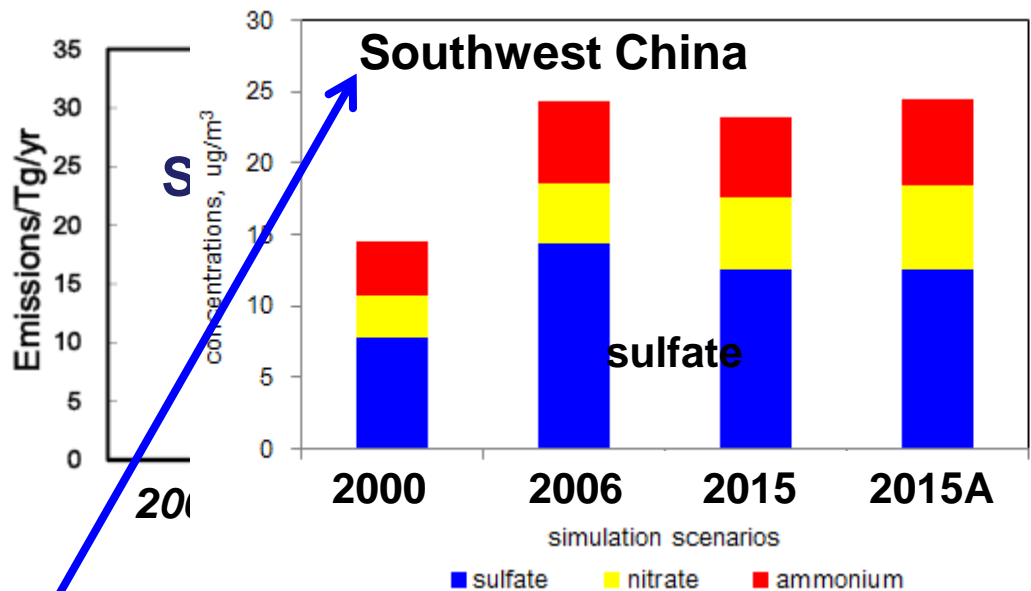 Southwest China
Emissions/Tg/yr
35
30
25
20
15
10
5
0
S
concentrations, ug/m³
30
25
20
15
10
5
0
sulfate
2000 2006 2015 2015A
simulation scenarios
sulfate nitrate ammonium